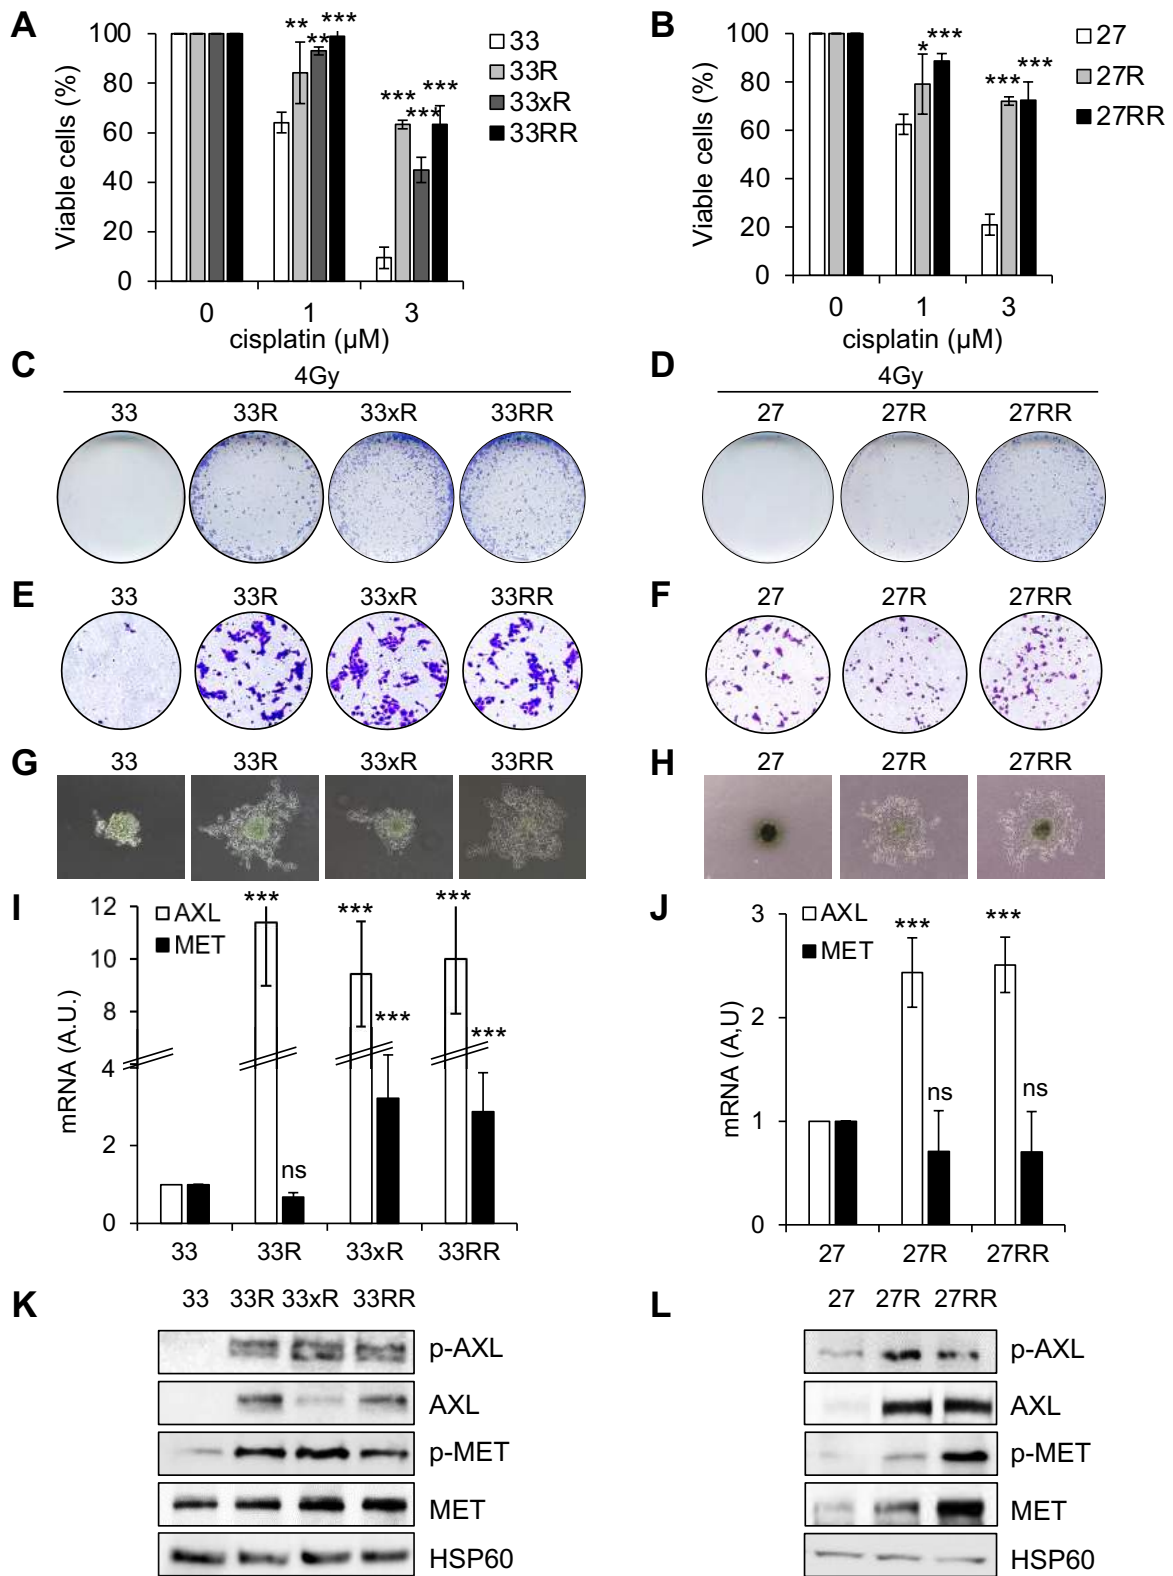 A
Viable cells (%)
100
80
60
40
20
0
** ** ***
*** *** ***
33
33R
33xR
33RR
0 1 3
cisplatin (µM)
B
Viable cells (%)
100
80
60
40
20
0
* ***
*** ***
27
27R
27RR
0 1 3
cisplatin (µM)
C
4Gy
33 33R 33xR 33RR
D
4Gy
27 27R 27RR
E
33 33R 33xR 33RR
F
27 27R 27RR
G
33 33R 33xR 33RR
H
27 27R 27RR
I
mRNA (A.U.)
12
10
8
4
2
0
AXL
MET
*** *** ***
ns *** ***
33 33R 33xR 33RR
J
mRNA (A,U)
3
2
1
0
AXL
MET
*** ***
ns ns
27 27R 27RR
K
33 33R 33xR 33RR
p-AXL
AXL
p-MET
MET
HSP60
L
27 27R 27RR
p-AXL
AXL
p-MET
MET
HSP60